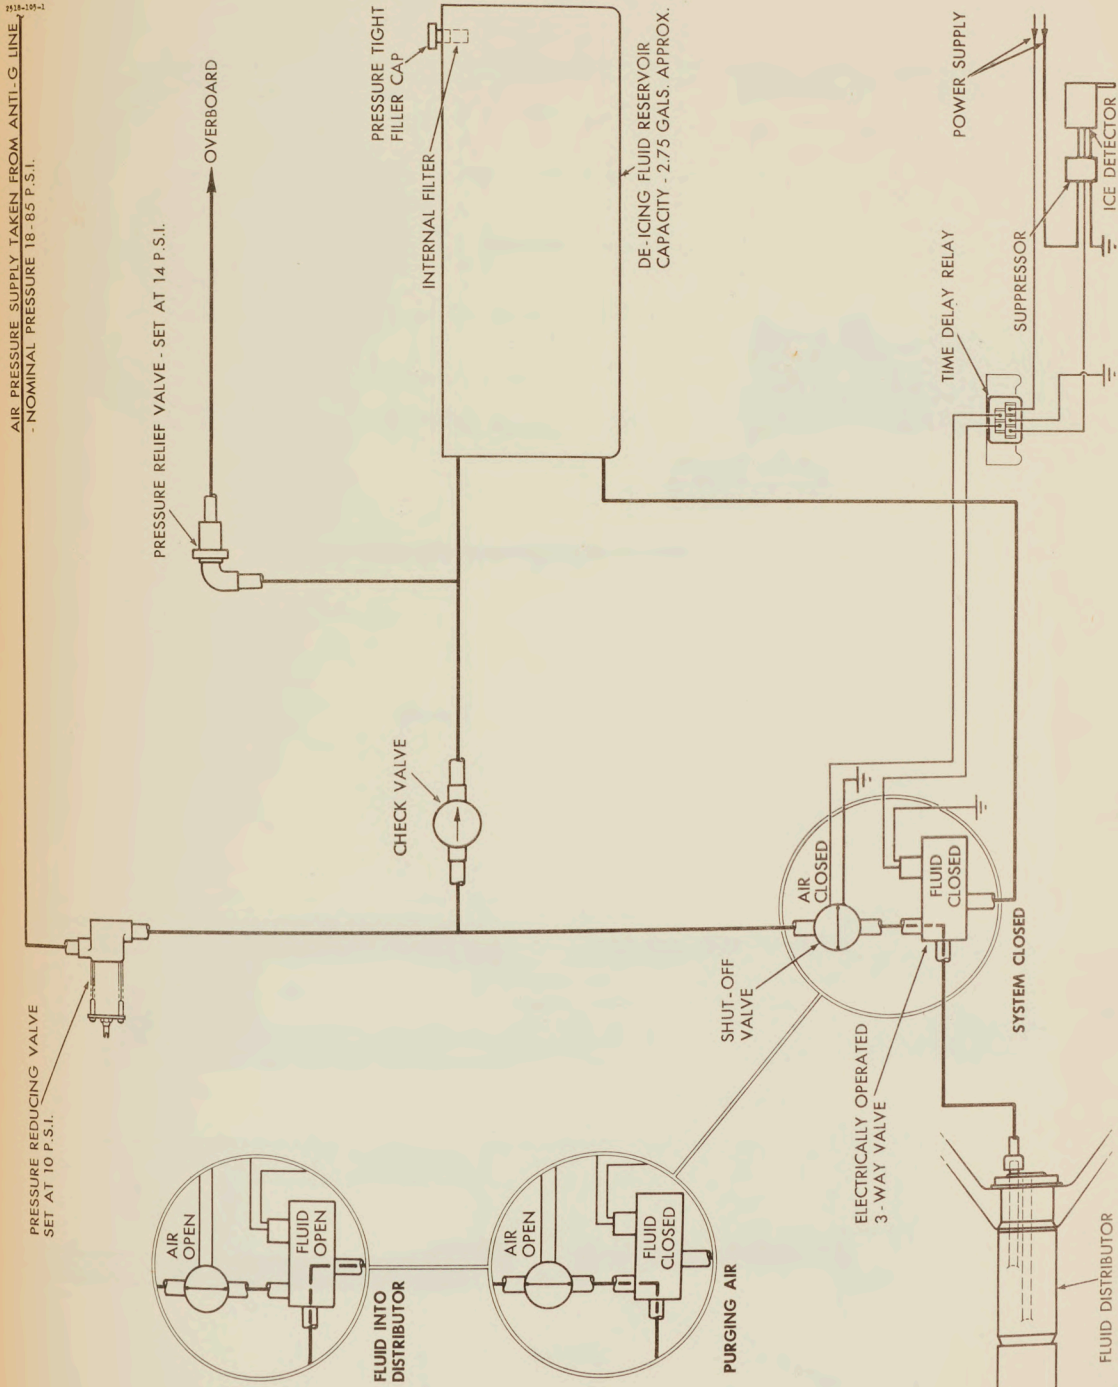 2518-105-1
AIR PRESSURE SUPPLY TAKEN FROM ANTI-G LINE
- NOMINAL PRESSURE 18-85 P.S.I.
PRESSURE REDUCING VALVE
SET AT 10 P.S.I.
PRESSURE RELIEF VALVE - SET AT 14 P.S.I.
OVERBOARD
PRESSURE TIGHT
FILLER CAP
INTERNAL FILTER
DE-ICING FLUID RESERVOIR
CAPACITY - 2.75 GALS. APPROX.
CHECK VALVE
AIR
OPEN
FLUID
OPEN
FLUID INTO
DISTRIBUTOR
AIR
OPEN
FLUID
CLOSED
PURGING AIR
SHUT-OFF
VALVE
AIR
CLOSED
FLUID
CLOSED
SYSTEM CLOSED
ELECTRICALLY OPERATED
3-WAY VALVE
FLUID DISTRIBUTOR
TIME DELAY RELAY
SUPPRESSOR
POWER SUPPLY
ICE DETECTOR